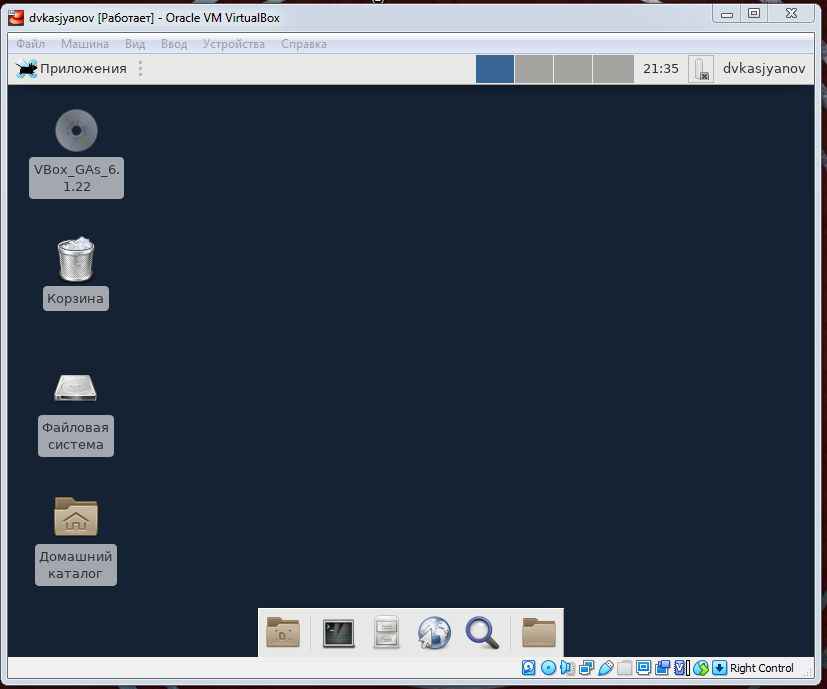 dvkasjyanov [Работает] - Oracle VM VirtualBox
Файл Машина Вид Ввод Устройства Справка
Приложения 21:35 dvkasjyanov
VBox_GAs_6.
1.22
Корзина
Файловая
система
Домашний
каталог
Right Control